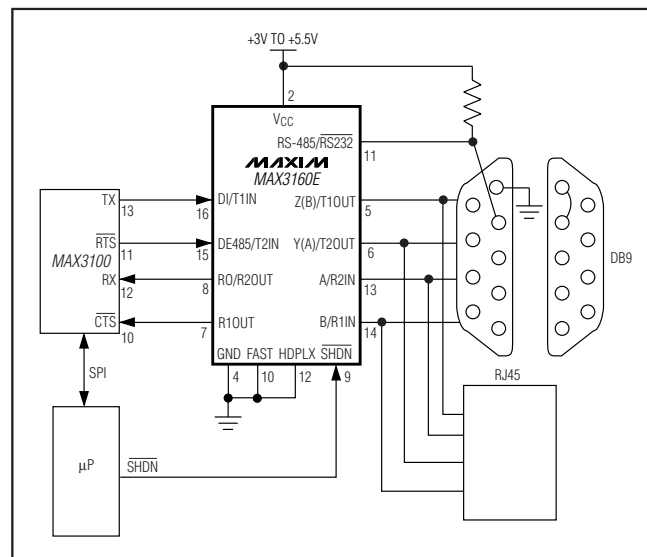 +3V TO +5.5V
2
VCC
RS-485/RS232
11
MAXIM
MAX3160E
TX
13
DI/T1IN
16
Z(B)/T1OUT
5
RTS
11
DE485/T2IN
15
Y(A)/T2OUT
6
MAX3100
RX
12
RO/R2OUT
8
A/R2IN
13
CTS
10
R1OUT
7
B/R1IN
14
DB9
GND FAST HDPLX SHDN
4 10 12 9
SPI
RJ45
µP
SHDN